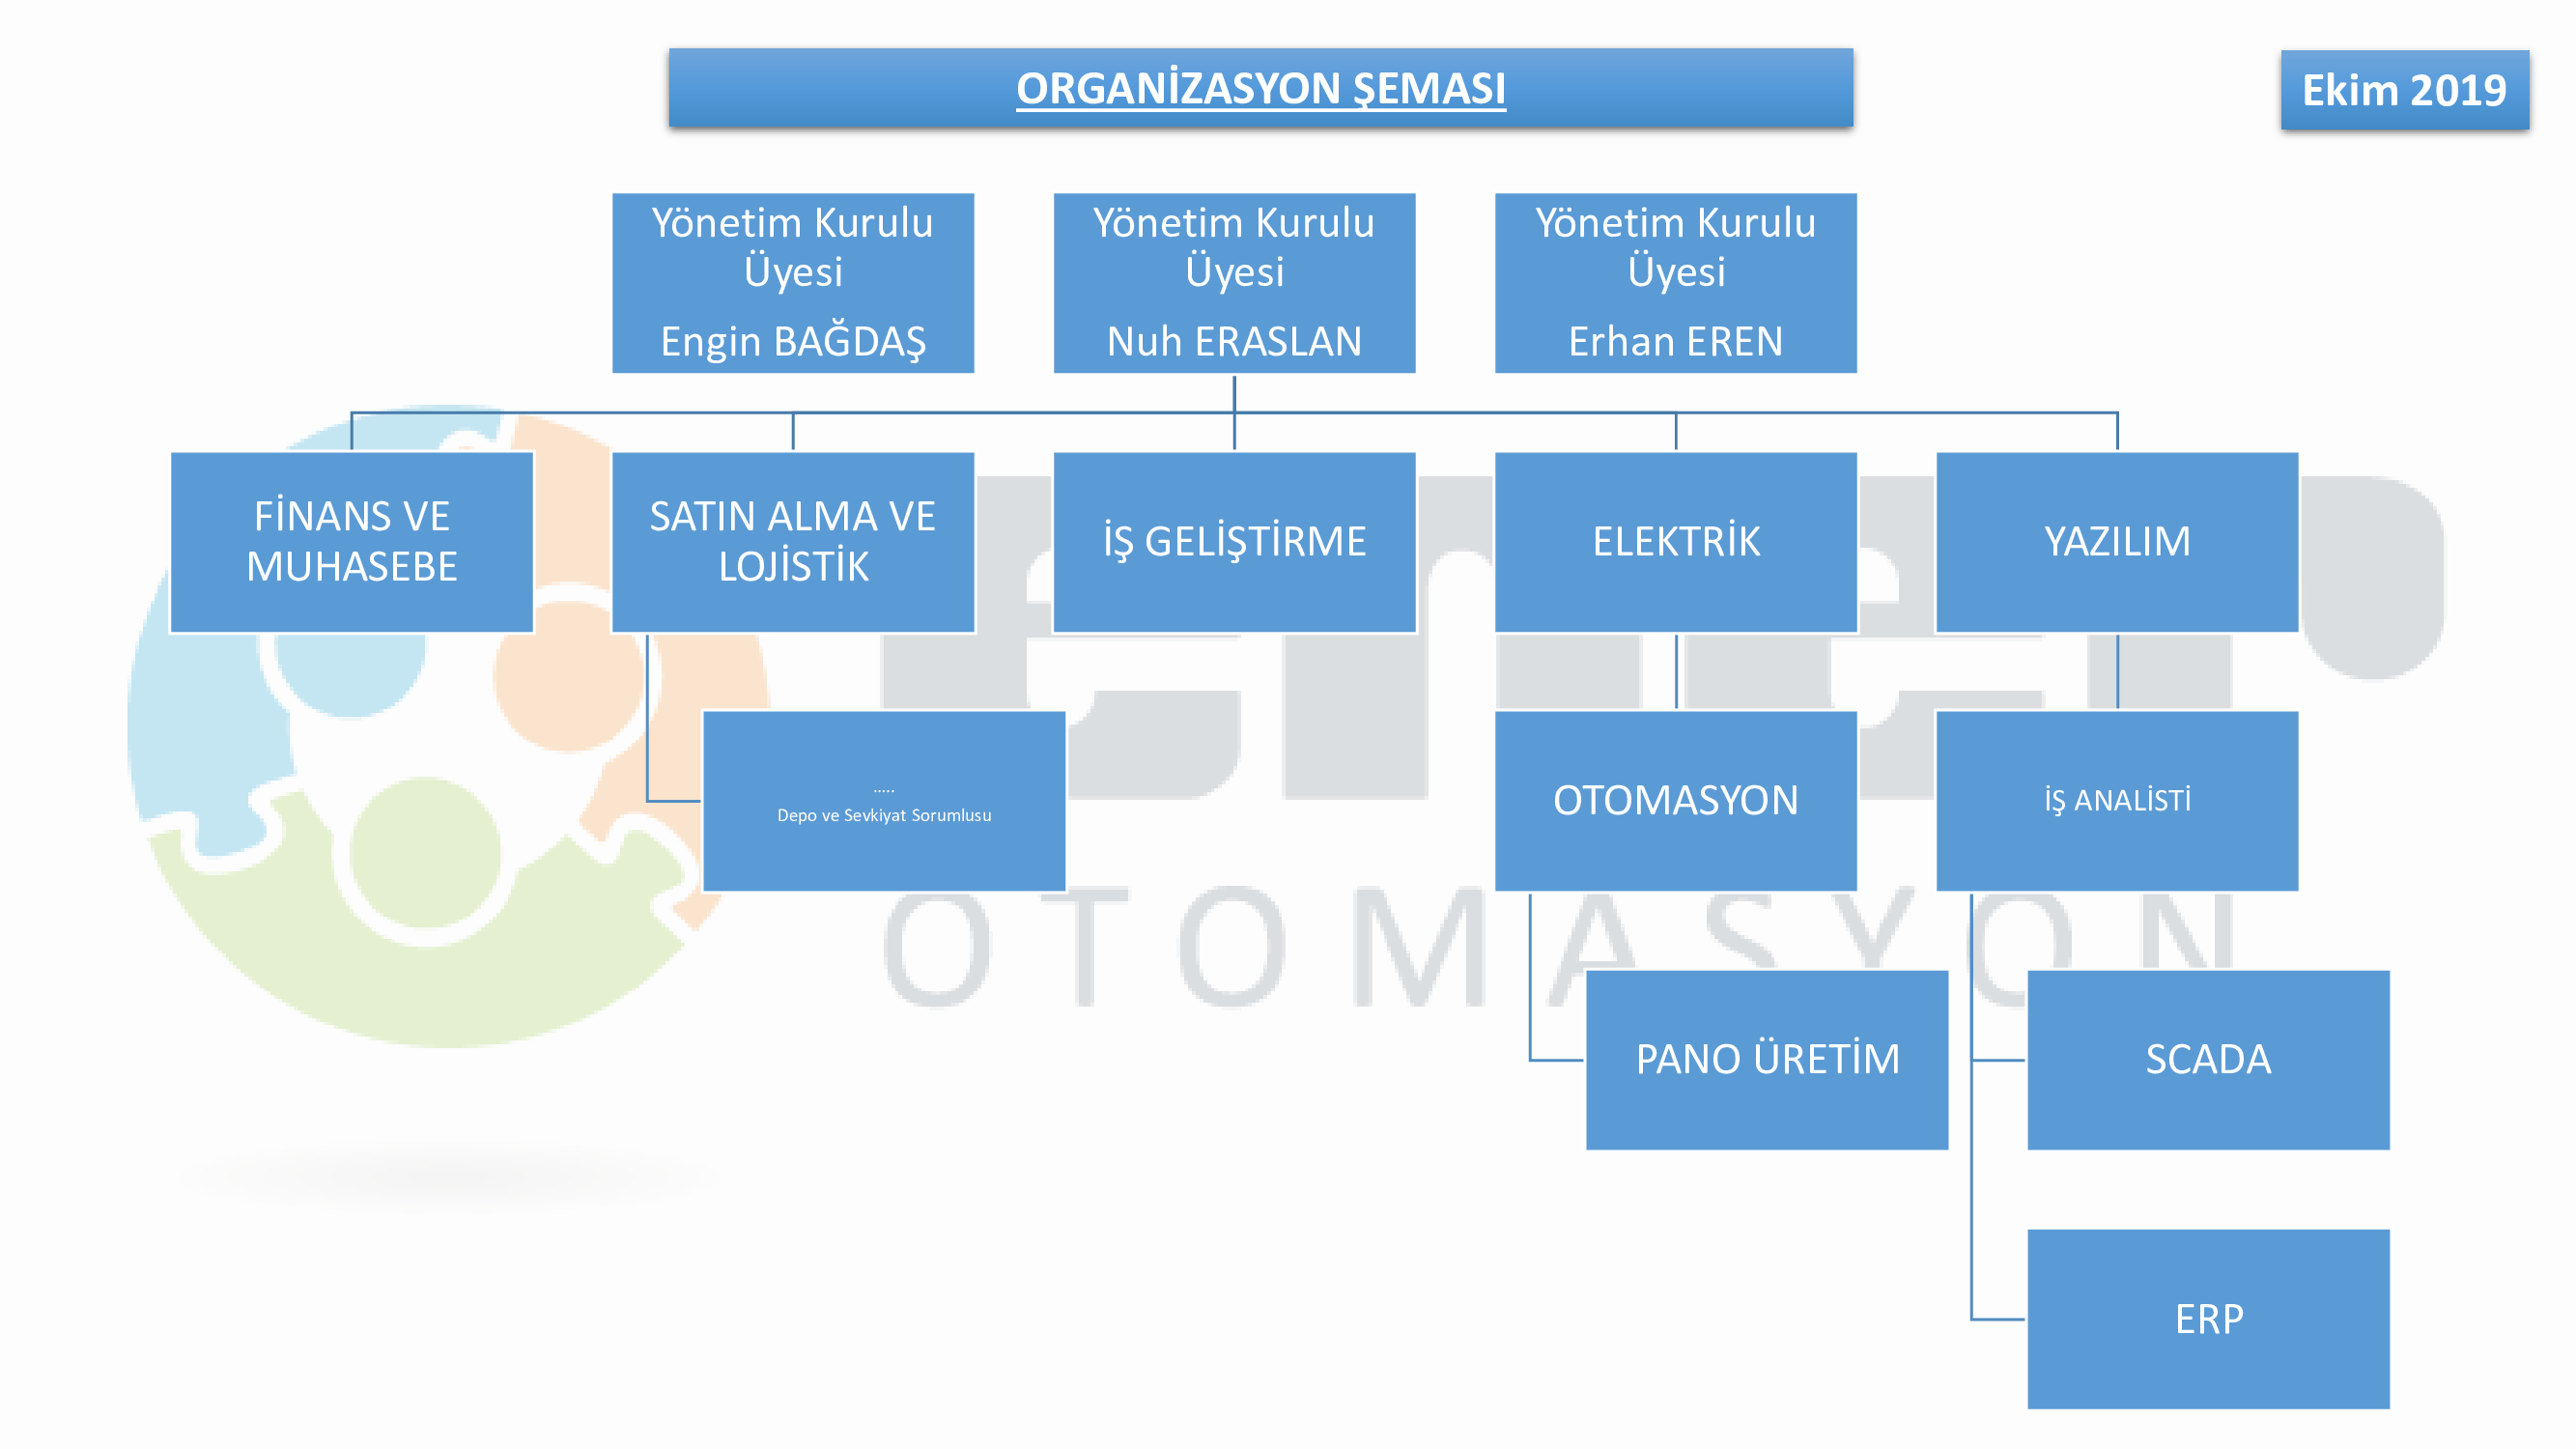 ORGANİZASYON ŞEMASI
Ekim 2019
Yönetim Kurulu
Üyesi
Engin BAĞDAŞ
Yönetim Kurulu
Üyesi
Nuh ERASLAN
Yönetim Kurulu
Üyesi
Erhan EREN
FİNANS VE
MUHASEBE
SATIN ALMA VE
LOJİSTİK
İŞ GELİŞTİRME
ELEKTRİK
YAZILIM
.....
Depo ve Sevkiyat Sorumlusu
OTOMASYON
İŞ ANALİSTİ
OTOMASYON
PANO ÜRETİM
SCADA
ERP